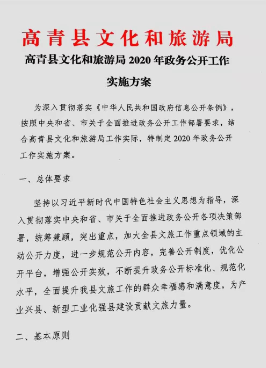 高青县文化和旅游局
高青县文化和旅游局 2020 年政务公开工作
实施方案
为深入贯彻落实《中华人民共和国政府信息公开条例》，
按照中央和省、市关于全面推进政务公开工作部署要求，结
合高青县文化和旅游局工作实际，特制定 2020 年政务公开
工作实施方案。
一、总体要求
坚持以习近平新时代中国特色社会主义思想为指导，深
入贯彻落实中央和省、市关于全面推进政务公开各项决策部
署，统筹兼顾，突出重点，加大全县文旅工作重点领域的主
动公开力度，进一步规范公开内容，完善公开制度，优化公
开平台，增强公开实效，不断提升政务公开标准化、规范化
水平，全面提升我县文旅工作的群众幸福感和满意度，为产
业兴县、新型工业化强县建设贡献文旅力量。
二、基本原则